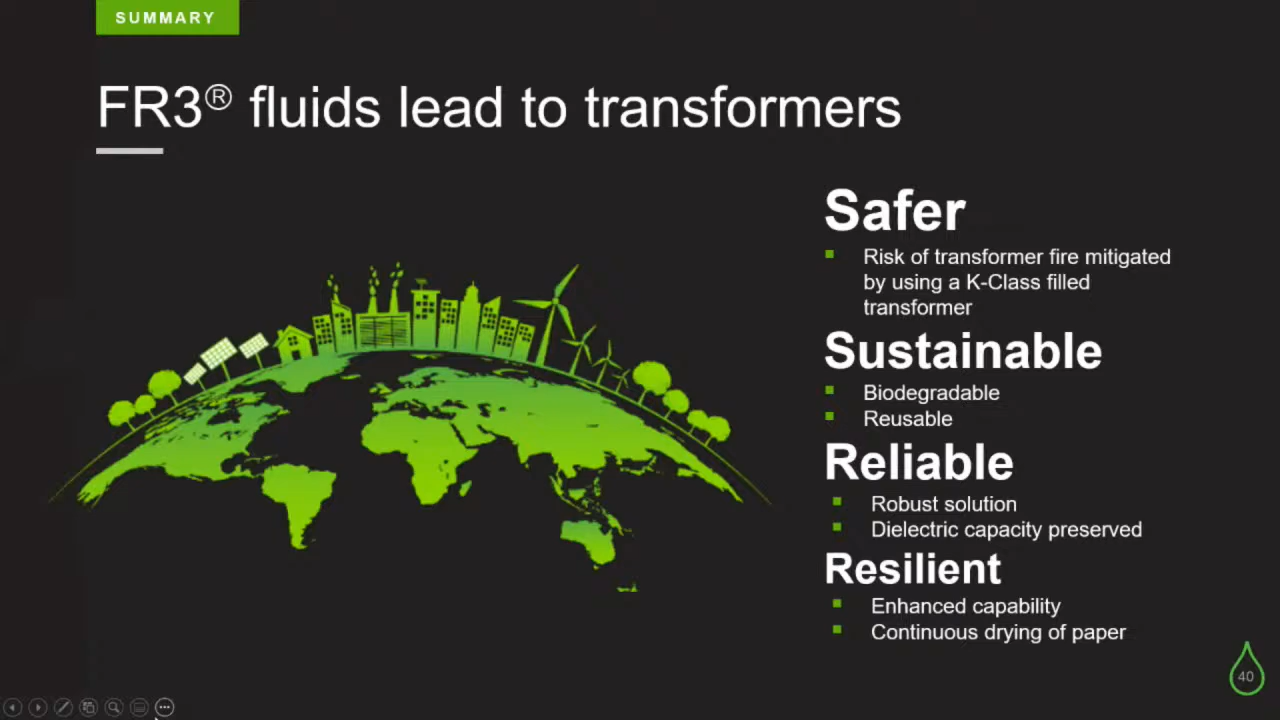 SUMMARY
FR3® fluids lead to transformers
Safer
Risk of transformer fire mitigated
by using a K-Class filled
transformer
Sustainable
Biodegradable
Reusable
Reliable
Robust solution
Dielectric capacity preserved
Resilient
Enhanced capability
Continuous drying of paper
40